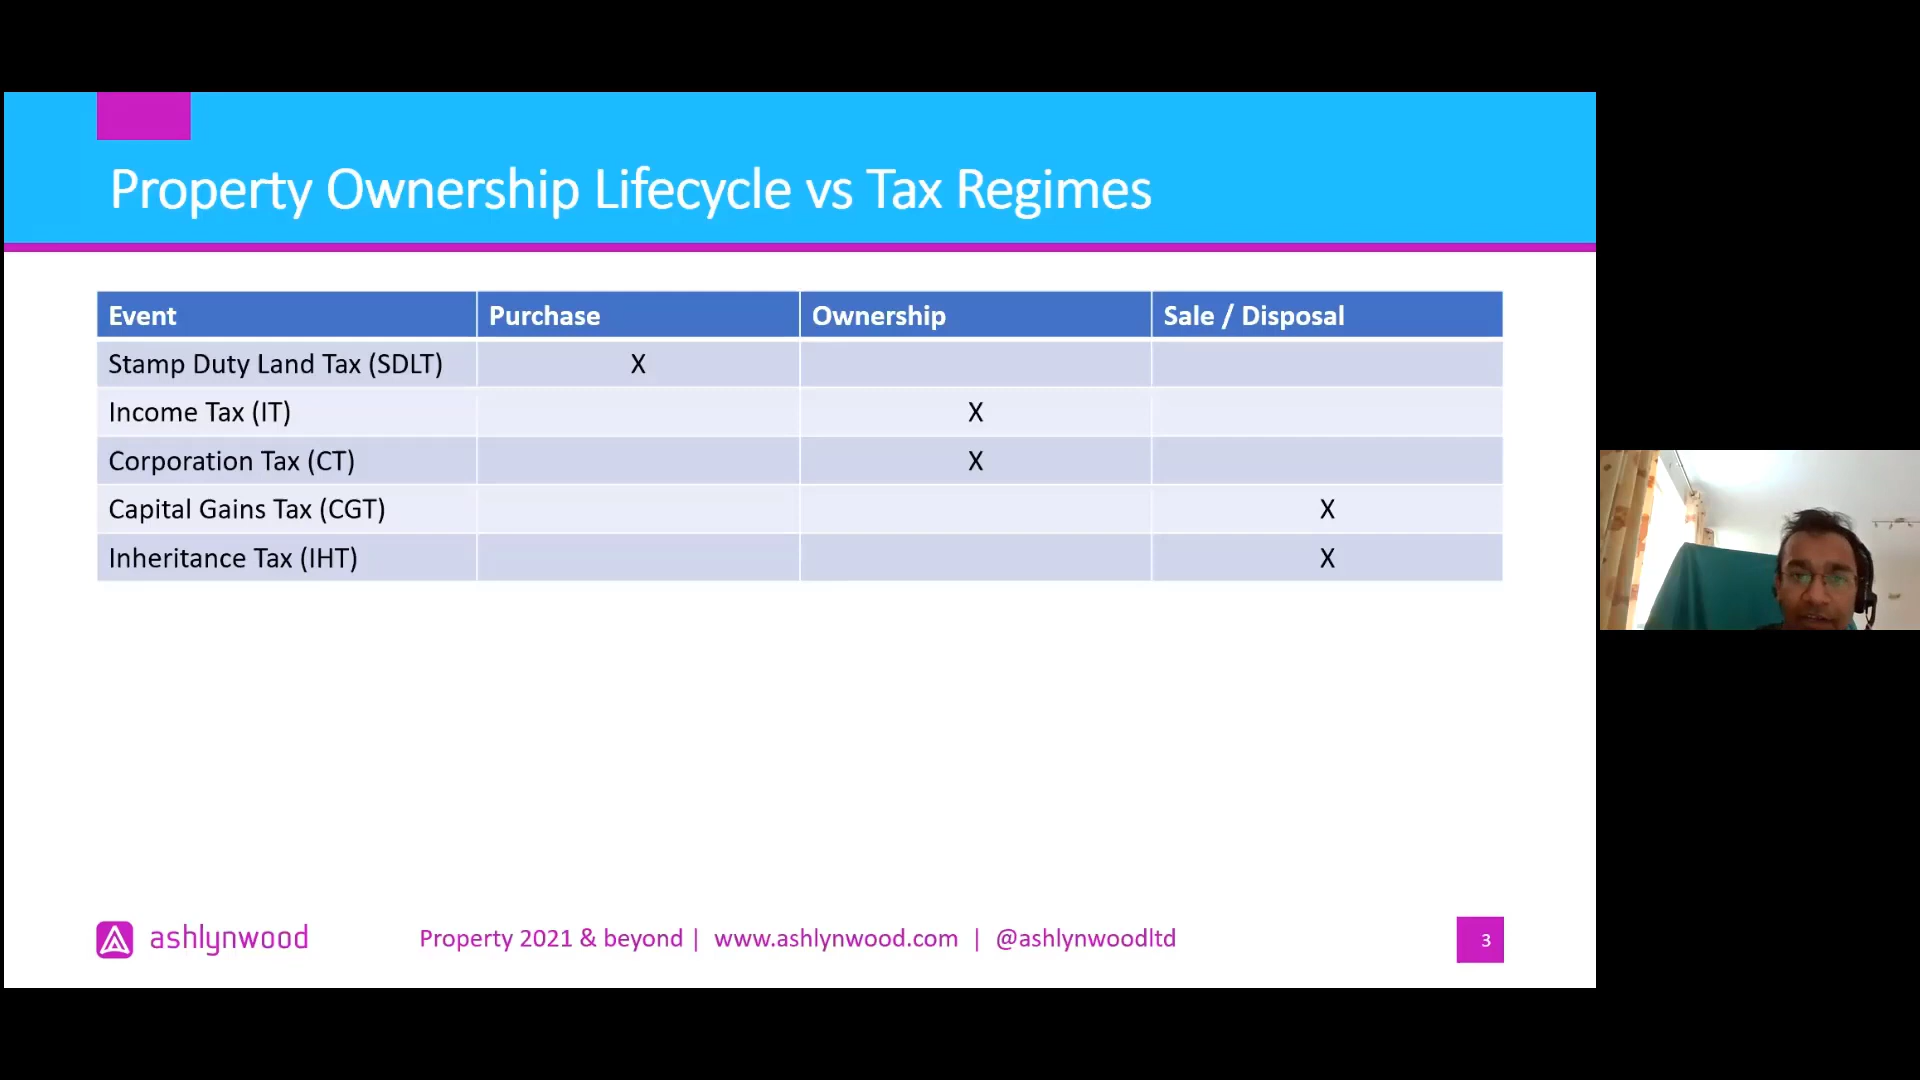 Property Ownership Lifecycle vs Tax Regimes
Event Purchase Ownership Sale / Disposal
Stamp Duty Land Tax (SDLT) X
Income Tax (IT) X
Corporation Tax (CT) X
Capital Gains Tax (CGT) X
Inheritance Tax (IHT) X
ashlynwood Property 2021 & beyond | www.ashlynwood.com | @ashlynwoodltd 3